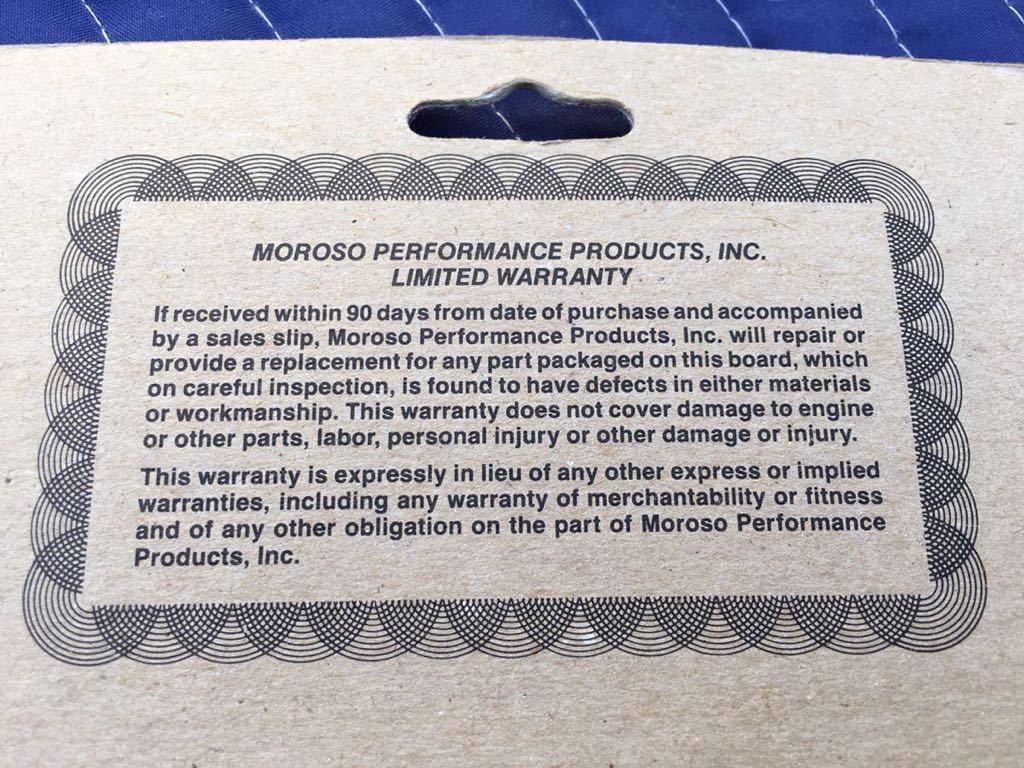 MOROSO PERFORMANCE PRODUCTS, INC.
LIMITED WARRANTY
If received within 90 days from date of purchase and accompanied
by a sales slip, Moroso Performance Products, Inc. will repair or
provide a replacement for any part packaged on this board, which
on careful inspection, is found to have defects in either materials
or workmanship. This warranty does not cover damage to engine
or other parts, labor, personal injury or other damage or injury.
This warranty is expressly in lieu of any other express or implied
warranties, including any warranty of merchantability or fitness
and of any other obligation on the part of Moroso Performance
Products, Inc.